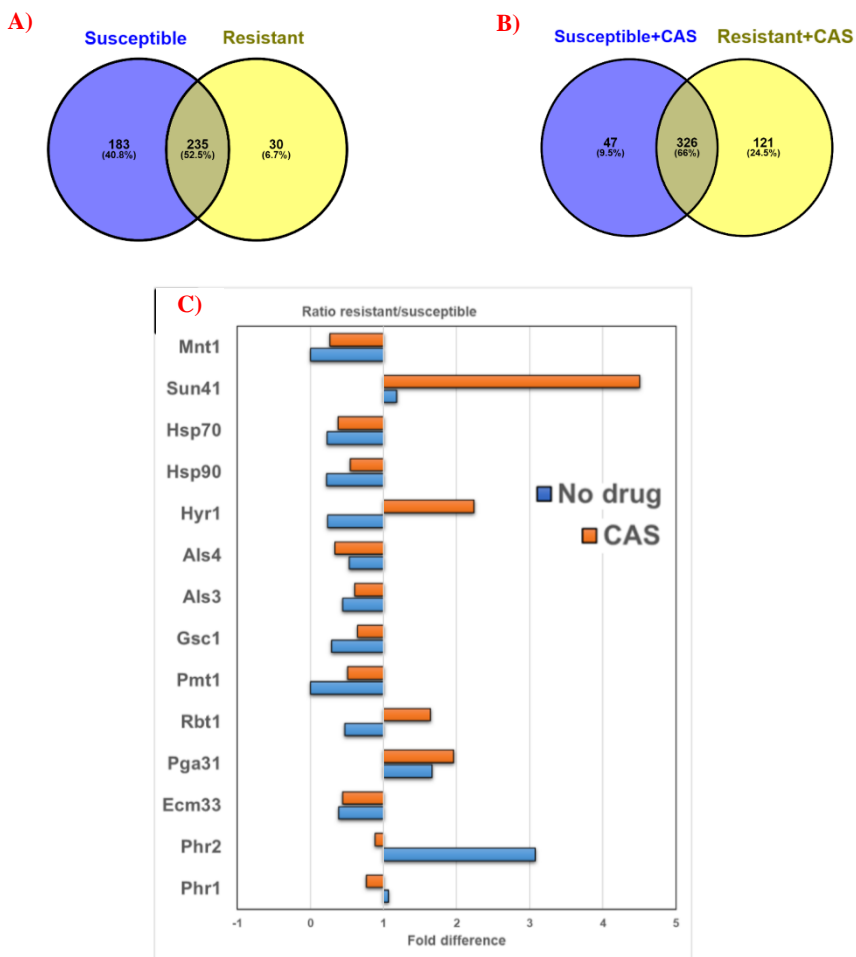 A)
Susceptible Resistant
183 235 30
(40.8%) (52.5%) (6.7%)
B)
Susceptible+CAS Resistant+CAS
47 326 121
(9.5%) (66%) (24.5%)
C)
Ratio resistant/susceptible
Mnt1
Sun41
Hsp70
Hsp90
Hyr1
Als4
Als3
Gsc1
Pmt1
Rbt1
Pga31
Ecm33
Phr2
Phr1
No drug
CAS
-1 0 1 2 3 4 5
Fold difference